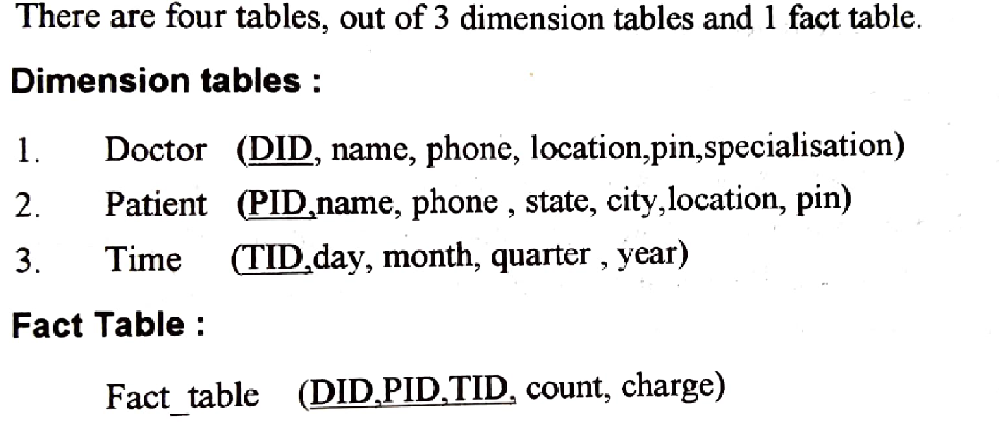 There are four tables, out of 3 dimension tables and 1 fact table.
Dimension tables :
1. Doctor (DID, name, phone, location,pin,specialisation)
2. Patient (PID,name, phone , state, city,location, pin)
3. Time (TID,day, month, quarter , year)
Fact Table :
Fact_table (DID,PID,TID, count, charge)